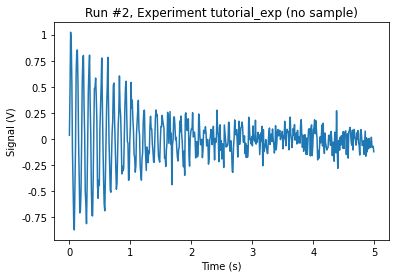 Run #2, Experiment tutorial_exp (no sample)
1
0.75
0.5
0.25
0
-0.25
-0.5
-0.75
Signal (V)
0 1 2 3 4 5
Time (s)